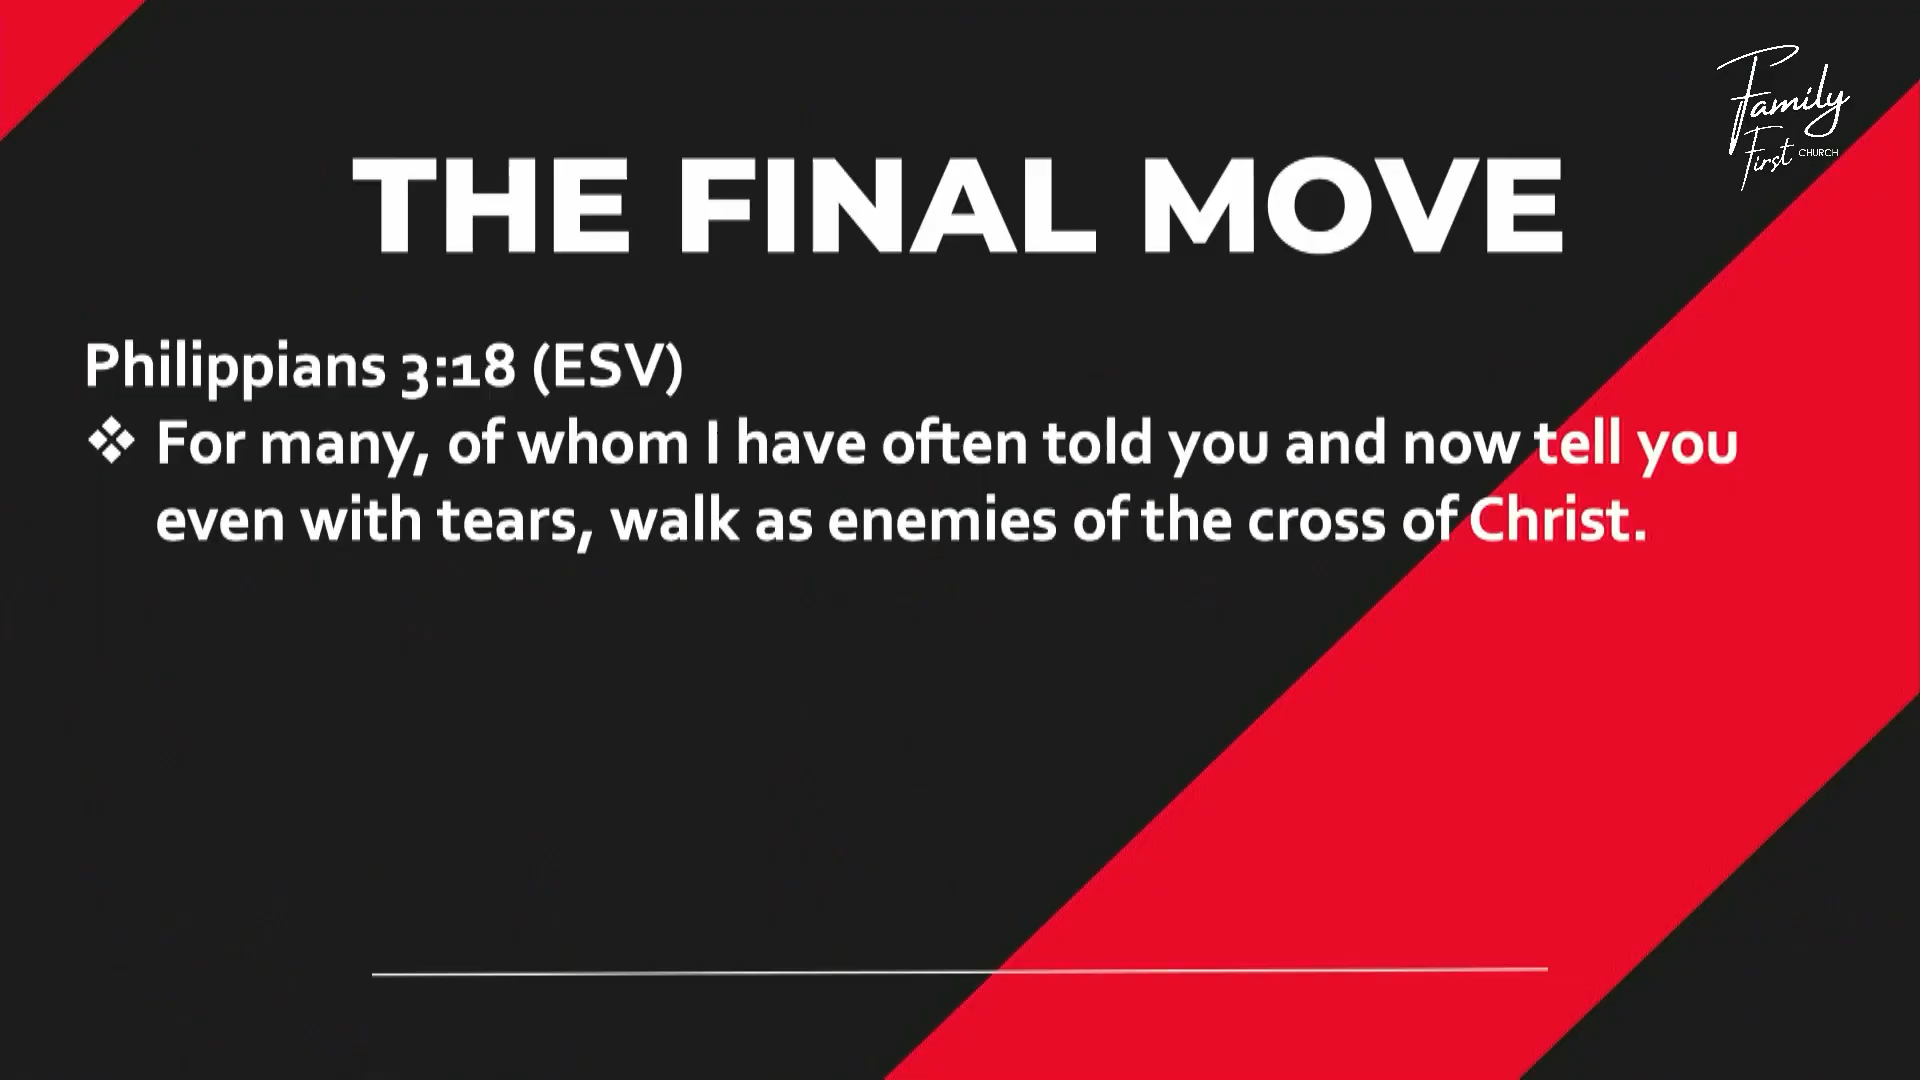 Family
First CHURCH
THE FINAL MOVE
Philippians 3:18 (ESV)
❖ For many, of whom I have often told you and now tell you
even with tears, walk as enemies of the cross of Christ.